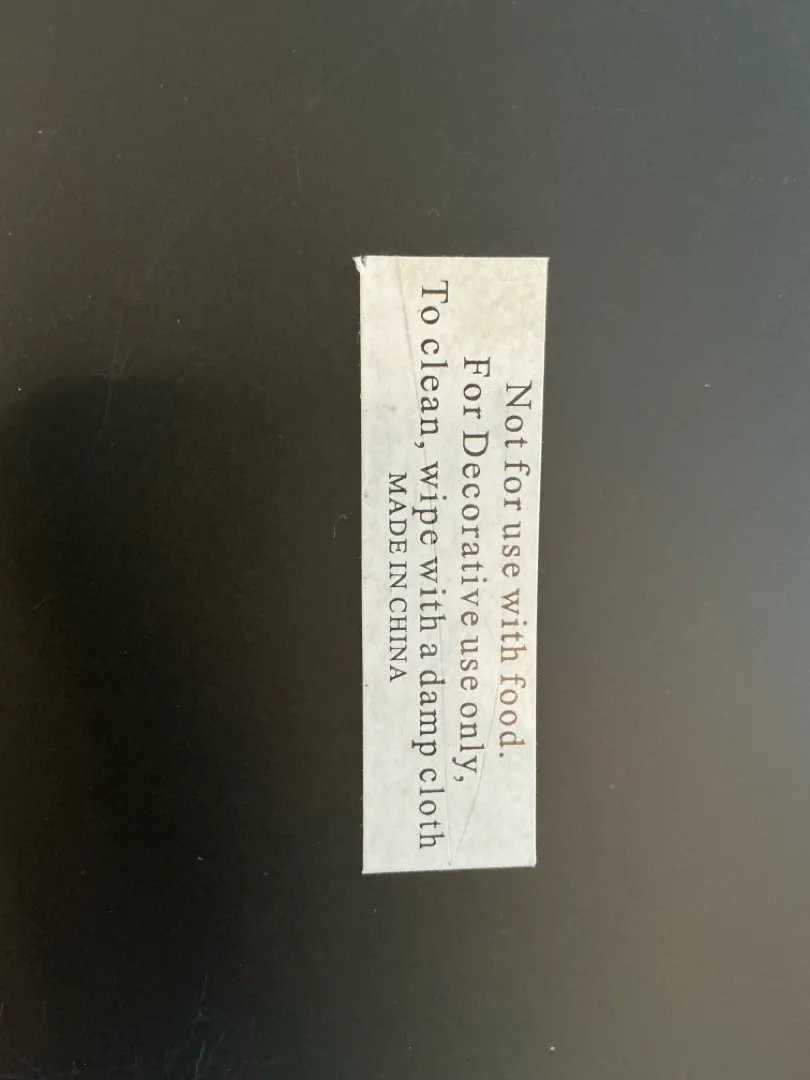 Not for use with food.
For Decorative use only,
To clean, wipe with a damp cloth
MADE IN CHINA